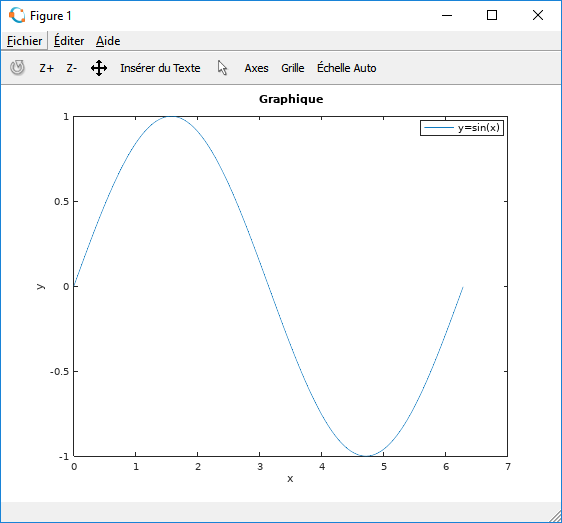 Figure 1
Fichier Éditer Aide
Z+ Z- Insérer du Texte Axes Grille Échelle Auto
Graphique
y=sin(x)
1
0.5
0
-0.5
-1
y
0 1 2 3 4 5 6 7
x